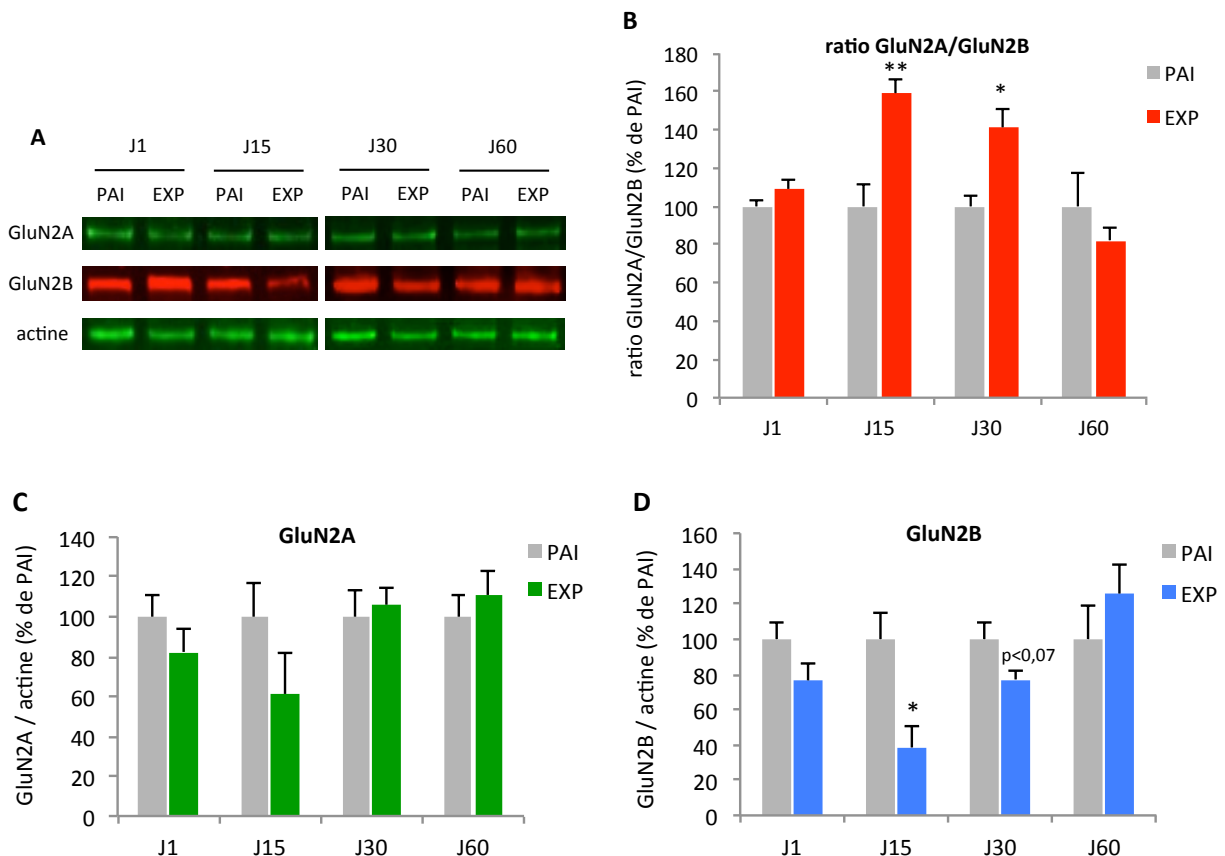 A
J1 J15 J30 J60
PAI EXP PAI EXP PAI EXP PAI EXP
GluN2A
GluN2B
actine
B
ratio GluN2A/GluN2B
ratio GluN2A/GluN2B (% de PAI)
180
160
140
120
100
80
60
40
20
0
** *
J1 J15 J30 J60
PAI
EXP
C
GluN2A
GluN2A / actine (% de PAI)
140
120
100
80
60
40
20
0
J1 J15 J30 J60
PAI
EXP
D
GluN2B
GluN2B / actine (% de PAI)
160
140
120
100
80
60
40
20
0
*
p<0,07
J1 J15 J30 J60
PAI
EXP